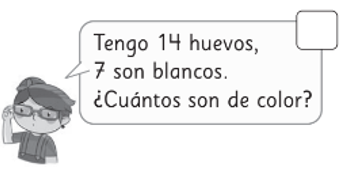 Tengo 14 huevos,
7 son blancos.
¿Cuántos son de color?